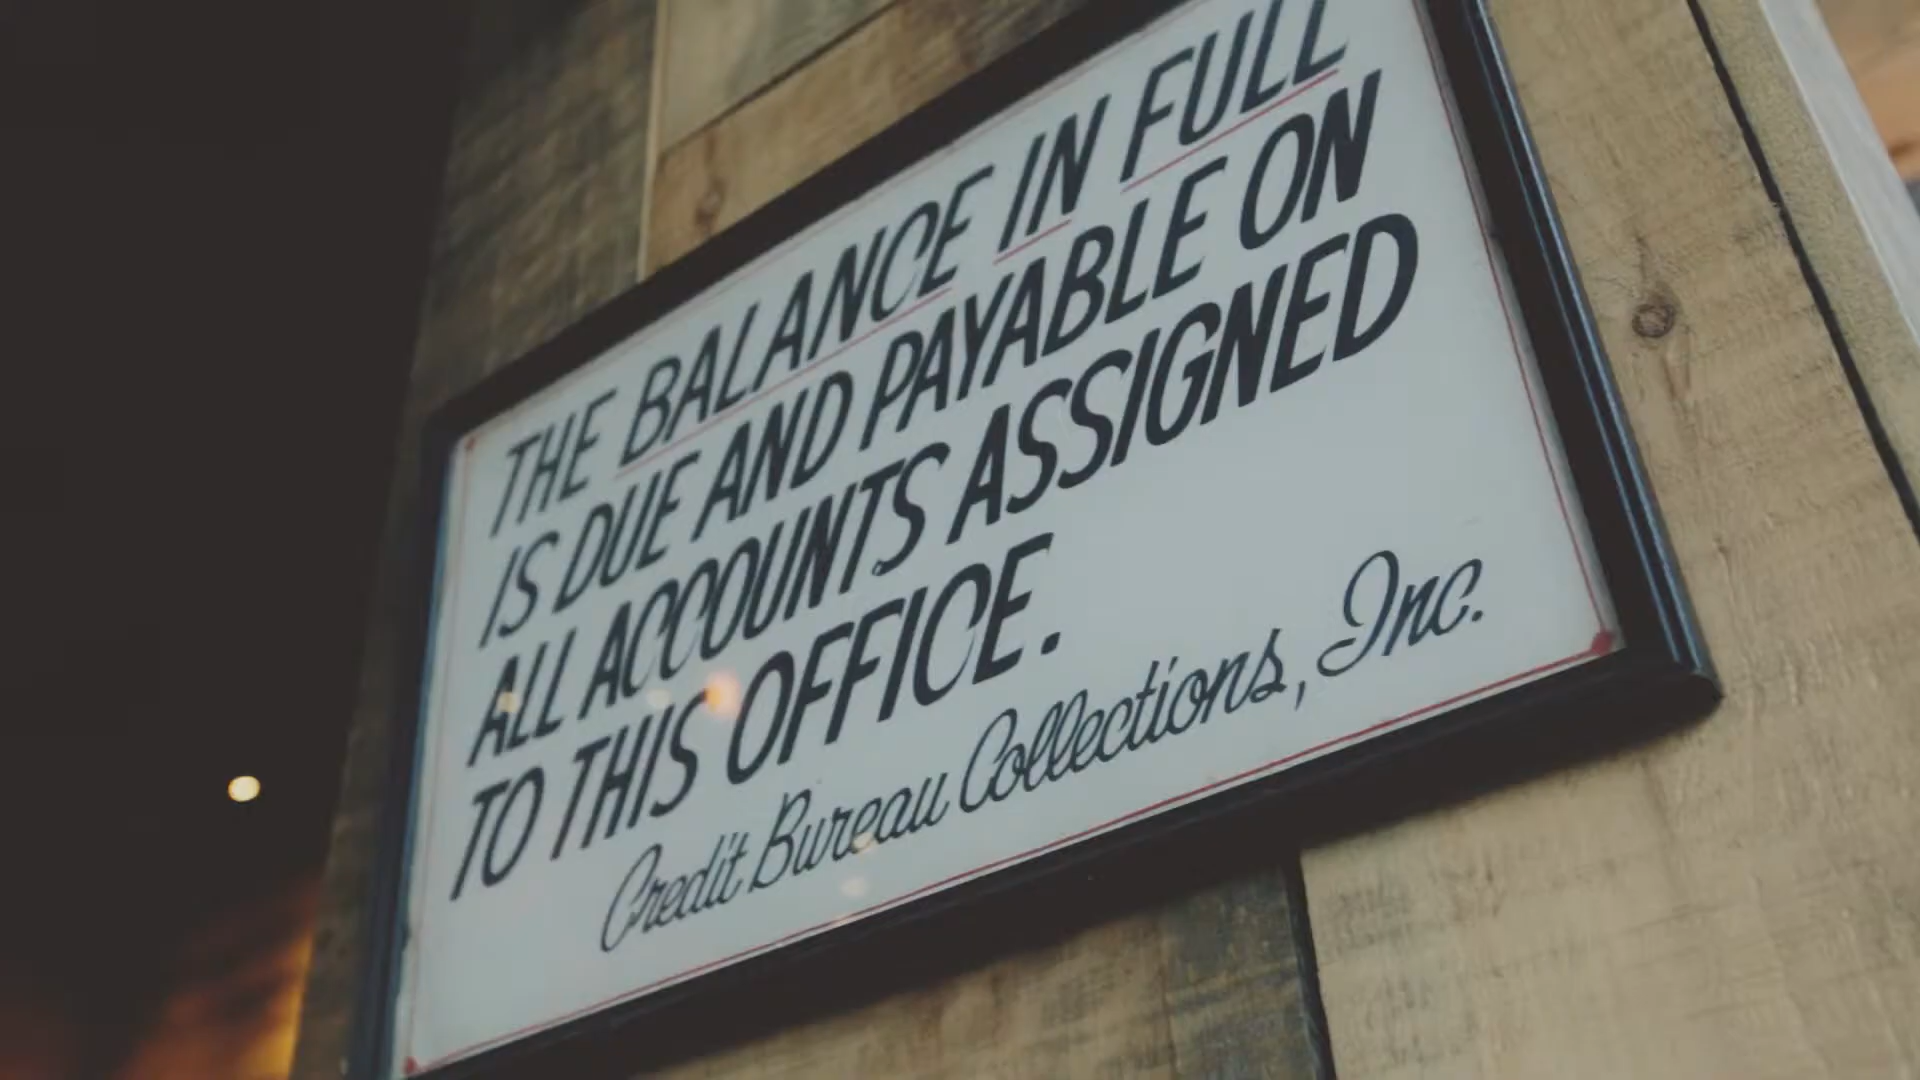 THE BALANCE IN FULL
IS DUE AND PAYABLE ON
ALL ACCOUNTS ASSIGNED
TO THIS OFFICE.
Credit Bureau Collections, Inc.